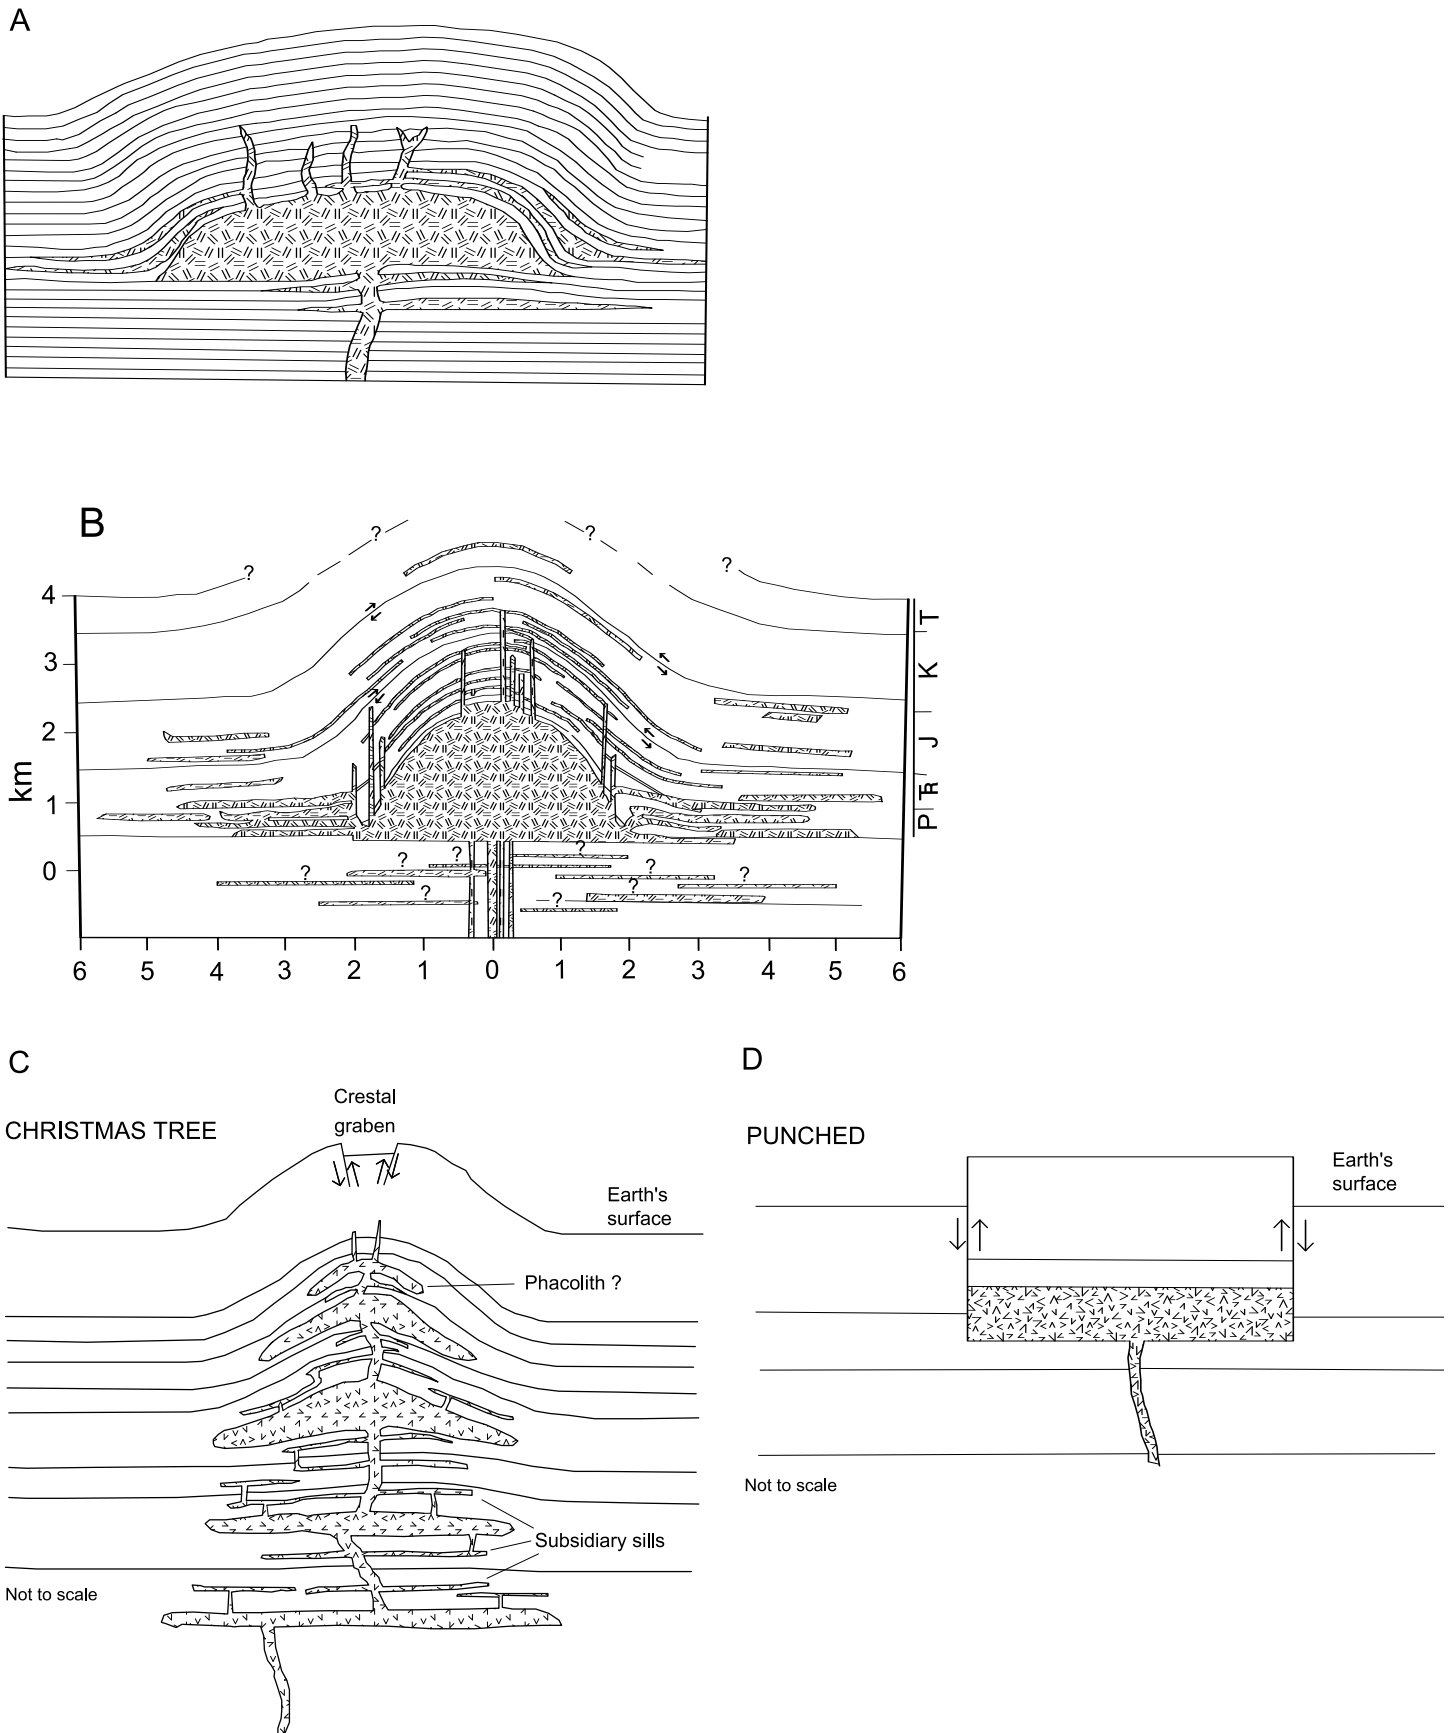 A
B
?
?
?
?
4
3
2
1
0
km
T
K
J
Ꞧ
P
?
?
?
?
?
?
?
?
?
6
5
4
3
2
1
0
1
2
3
4
5
6
C
D
CHRISTMAS TREE
Crestal
graben
Earth's
surface
Phacolith ?
Subsidiary sills
Not to scale
PUNCHED
Earth's
surface
Not to scale